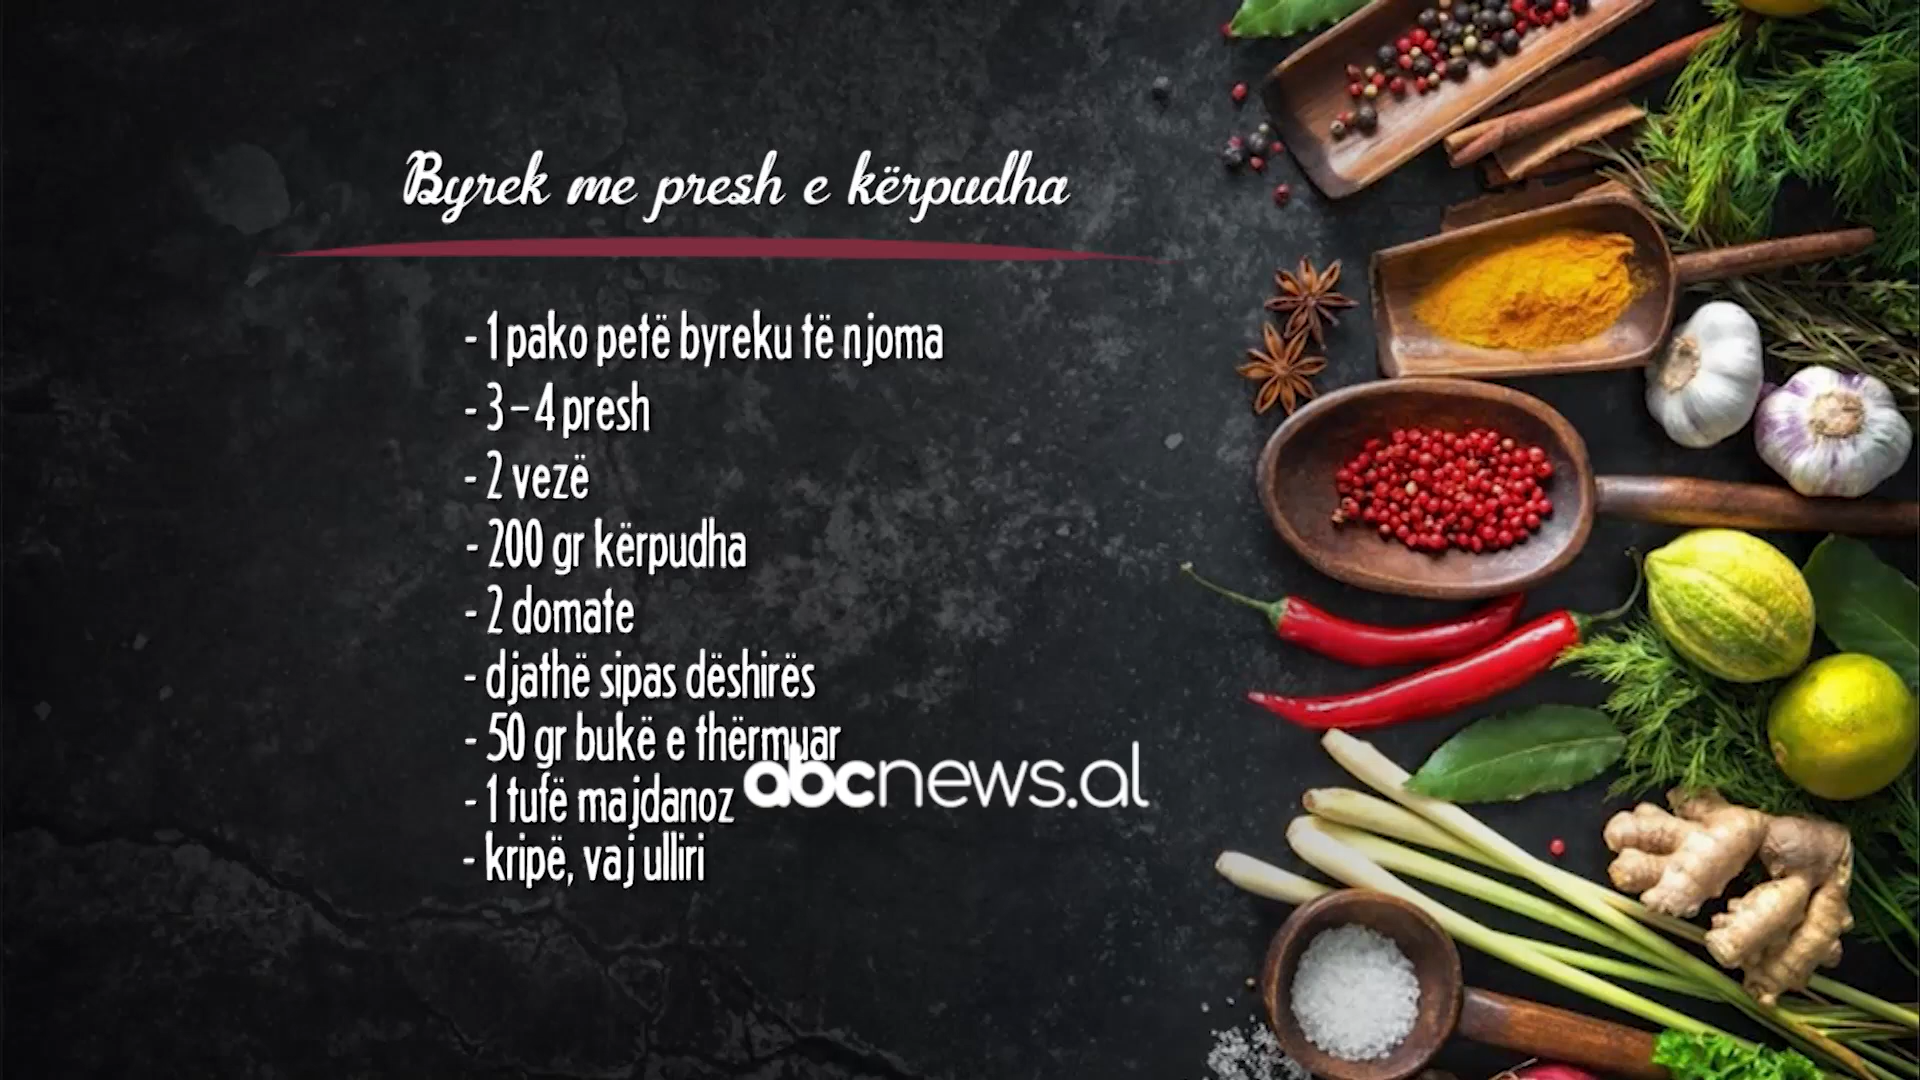 Byrek me presh e kërpudha
- 1 pako petë byreku të njoma
- 3 - 4 presh
- 2 vezë
- 200 gr kërpudha
- 2 domate
- djathë sipas dëshirës
- 50 gr bukë e thërmuar
- 1 tufë majdanoz
abcnews.al
- kripë, vaj ulliri